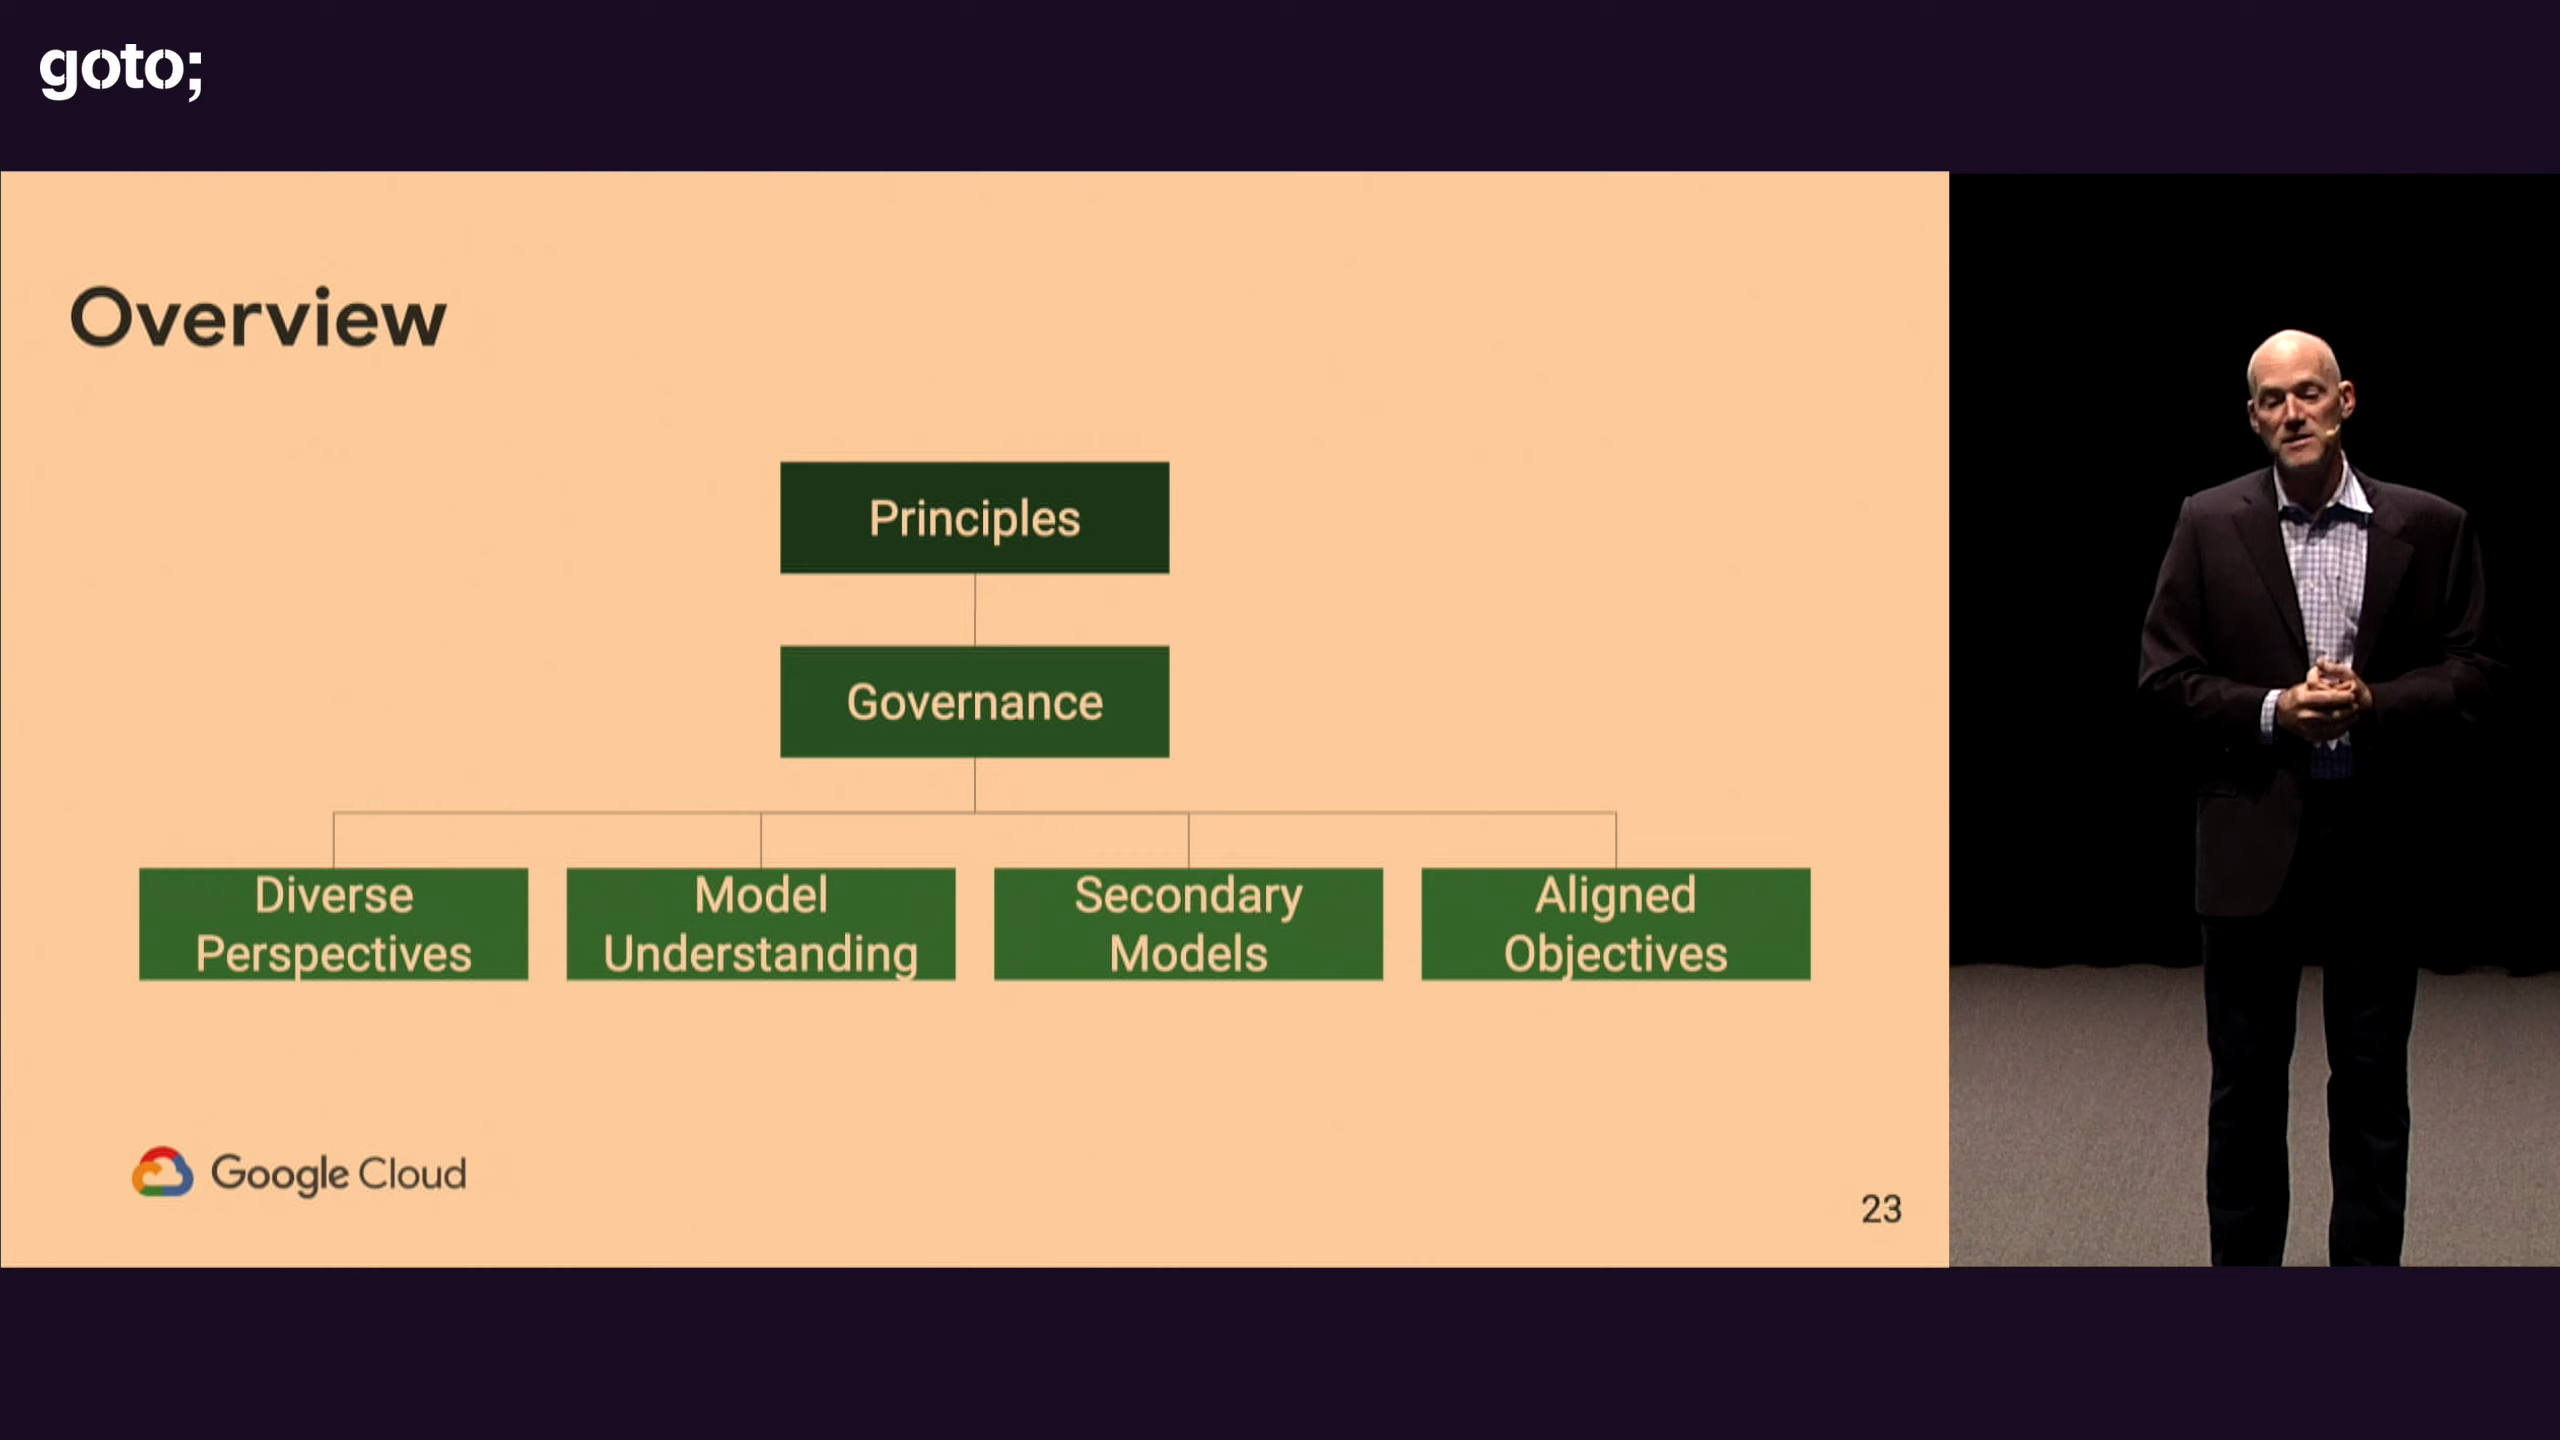 goto;
Overview
Principles
Governance
Diverse
Perspectives
Model
Understanding
Secondary
Models
Aligned
Objectives
Google Cloud
23